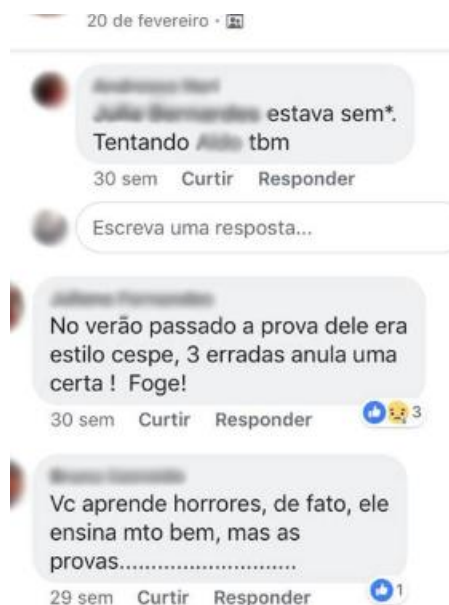 20 de fevereiro ·
estava sem*.
Tentando tbm
30 sem Curtir Responder
Escreva uma resposta...
No verão passado a prova dele era
estilo cespe, 3 erradas anula uma
certa ! Foge!
30 sem Curtir Responder 3
Vc aprende horrores, de fato, ele
ensina mto bem, mas as
provas...........................
29 sem Curtir Responder 1